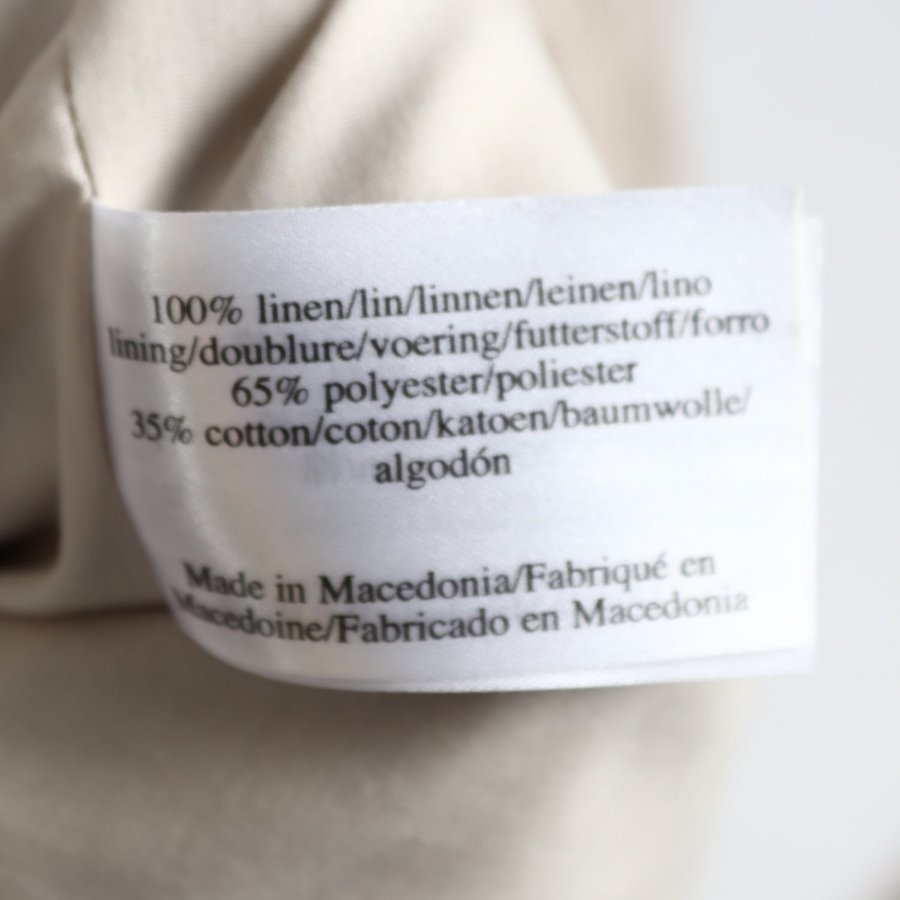 100% linen/lin/linnen/leinen/lino
lining/doublure/voering/futterstoff/forro
65% polyester/poliester
35% cotton/coton/katoen/baumwolle/
algodón
Made in Macedonia/Fabriqué en
Macedoine/Fabricado en Macedonia